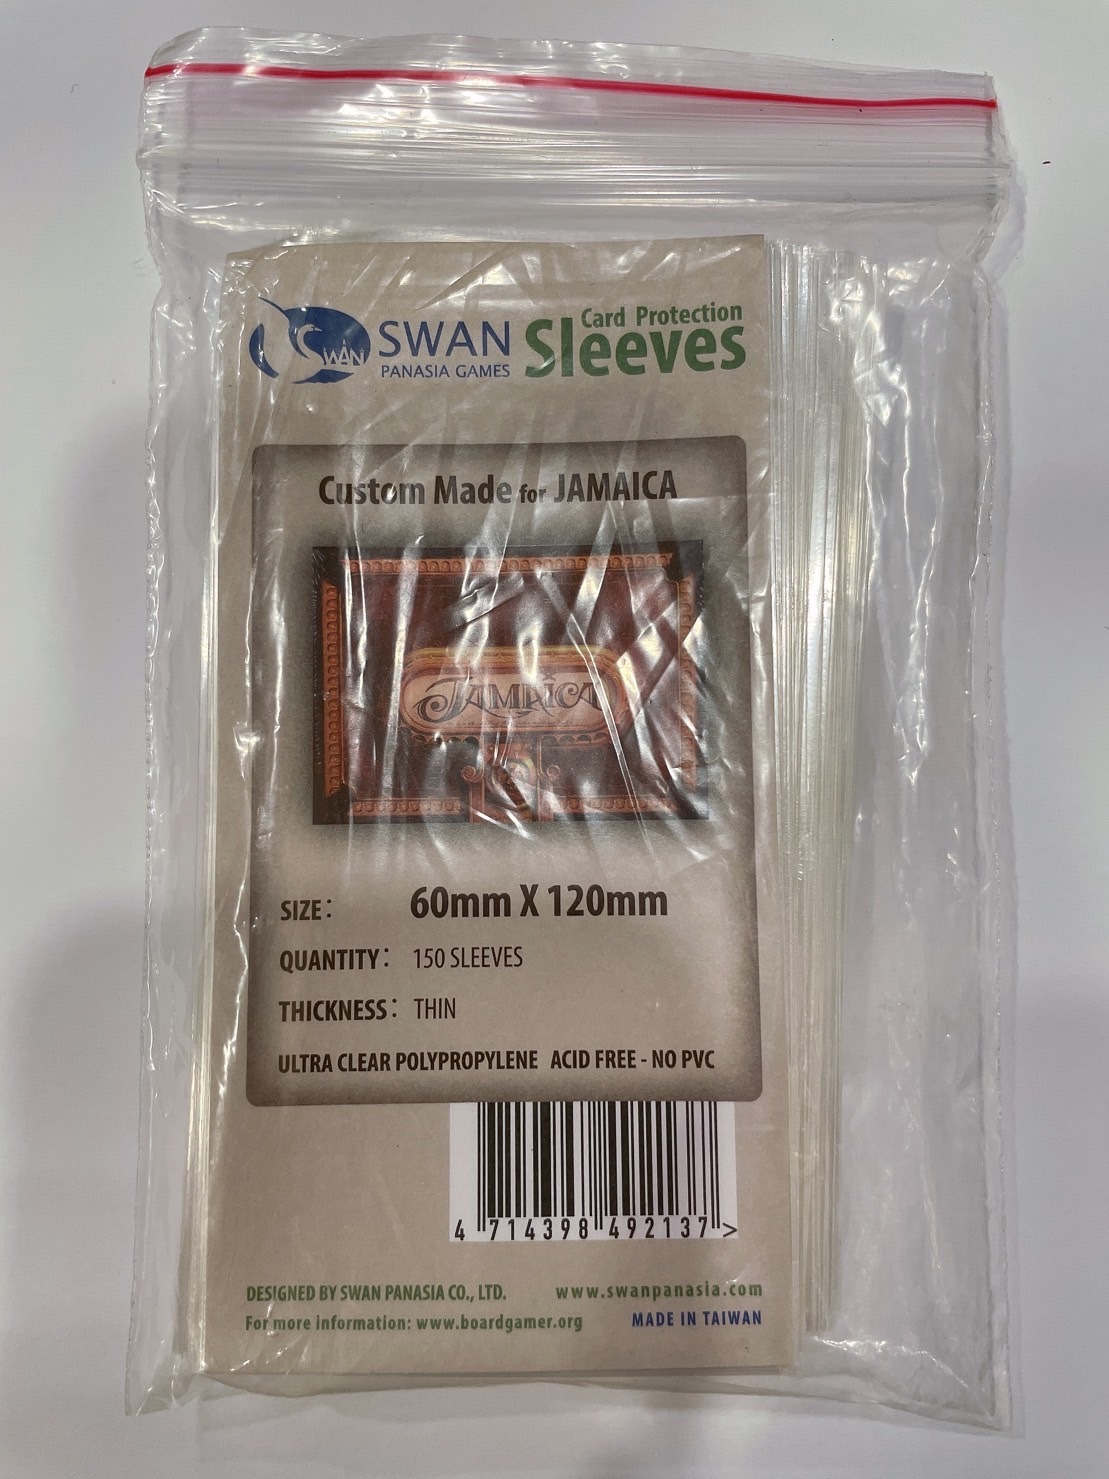 SWAN
SWAN
PANASIA GAMES
Card Protection
Sleeves
Custom Made for JAMAICA
JAMAICA
SIZE: 60mm X 120mm
QUANTITY: 150 SLEEVES
THICKNESS: THIN
ULTRA CLEAR POLYPROPYLENE ACID FREE - NO PVC
4 714398 492137 >
DESIGNED BY SWAN PANASIA CO., LTD. www.swanpanasia.com
For more information: www.boardgamer.org MADE IN TAIWAN